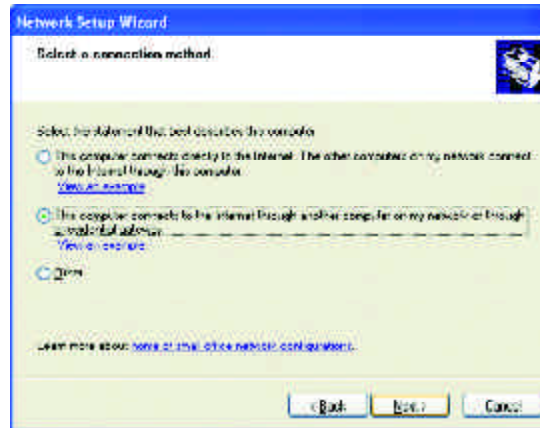 Network Setup Wizard
Select a connection method.
Select the statement that best describes this computer:
This computer connects directly to the Internet. The other computers on my network connect
to the Internet through this computer.
View an example
This computer connects to the Internet through another computer on my network or through
a residential gateway.
View an example
Other
Learn more about home or small office network configurations.
< Back
Next >
Cancel